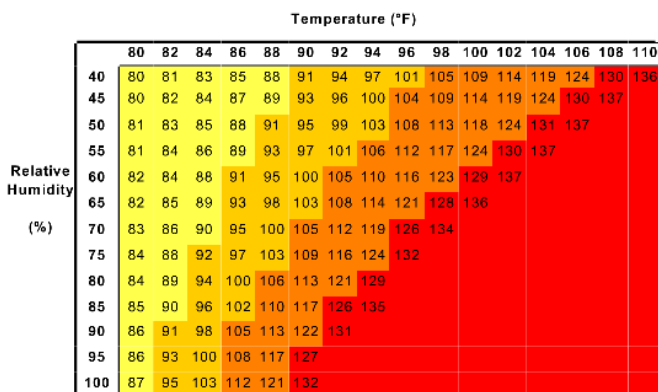 Temperature (°F)
80 82 84 86 88 90 92 94 96 98 100 102 104 106 108 110
40 80 81 83 85 88 91 94 97 101 105 109 114 119 124 130 136
45 80 82 84 87 89 93 96 100 104 109 114 119 124 130 137
50 81 83 85 88 91 95 99 103 108 113 118 124 131 137
55 81 84 86 89 93 97 101 106 112 117 124 130 137
Relative
Humidity
(%)
60 82 84 88 91 95 100 105 110 116 123 129 137
65 82 85 89 93 98 103 108 114 121 128 136
70 83 86 90 95 100 105 112 119 126 134
75 84 88 92 97 103 109 116 124 132
80 84 89 94 100 106 113 121 129
85 85 90 96 102 110 117 126 135
90 86 91 98 105 113 122 131
95 86 93 100 108 117 127
100 87 95 103 112 121 132